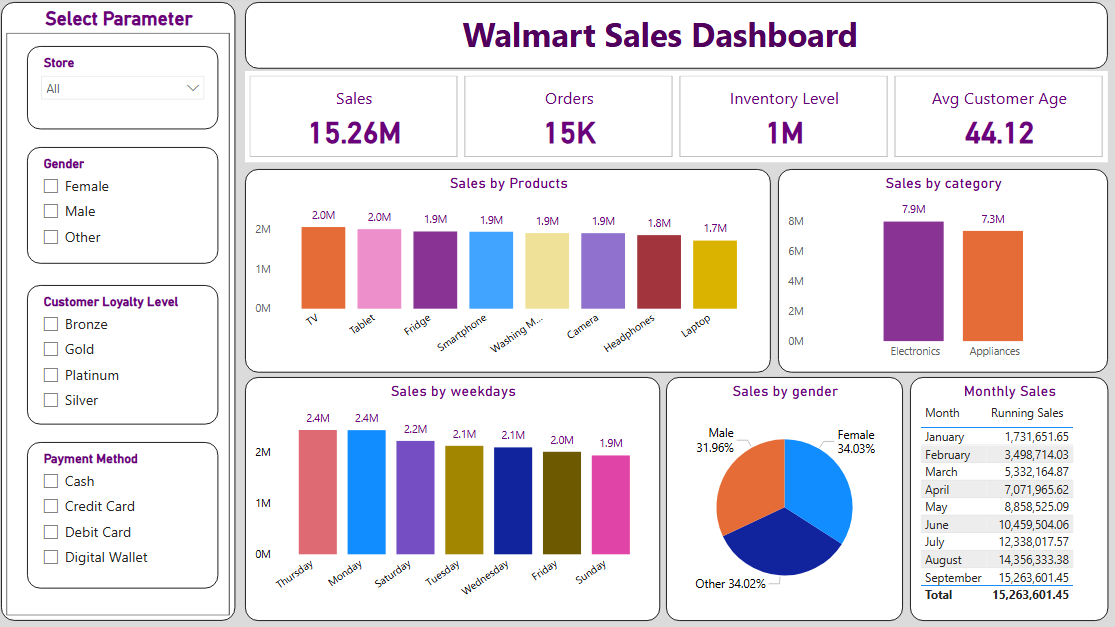 Select Parameter
Store
All
Gender
Female
Male
Other
Customer Loyalty Level
Bronze
Gold
Platinum
Silver
Payment Method
Cash
Credit Card
Debit Card
Digital Wallet
Walmart Sales Dashboard
Sales
15.26M
Orders
15K
Inventory Level
1M
Avg Customer Age
44.12
Sales by Products
2M
1M
0M
2.0M 2.0M 1.9M 1.9M 1.9M 1.9M 1.8M 1.7M
TV Tablet Fridge Smartphone Washing M... Camera Headphones Laptop
Sales by category
8M
6M
4M
2M
0M
7.9M 7.3M
Electronics Appliances
Sales by weekdays
2M
1M
0M
2.4M 2.4M 2.2M 2.1M 2.1M 2.0M 1.9M
Thursday Monday Saturday Tuesday Wednesday Friday Sunday
Sales by gender
Male
31.96%
Female
34.03%
Other 34.02%
Monthly Sales
Month Running Sales
January 1,731,651.65
February 3,498,714.03
March 5,332,164.87
April 7,071,965.62
May 8,858,525.09
June 10,459,504.06
July 12,338,017.57
August 14,356,333.38
September 15,263,601.45
Total 15,263,601.45